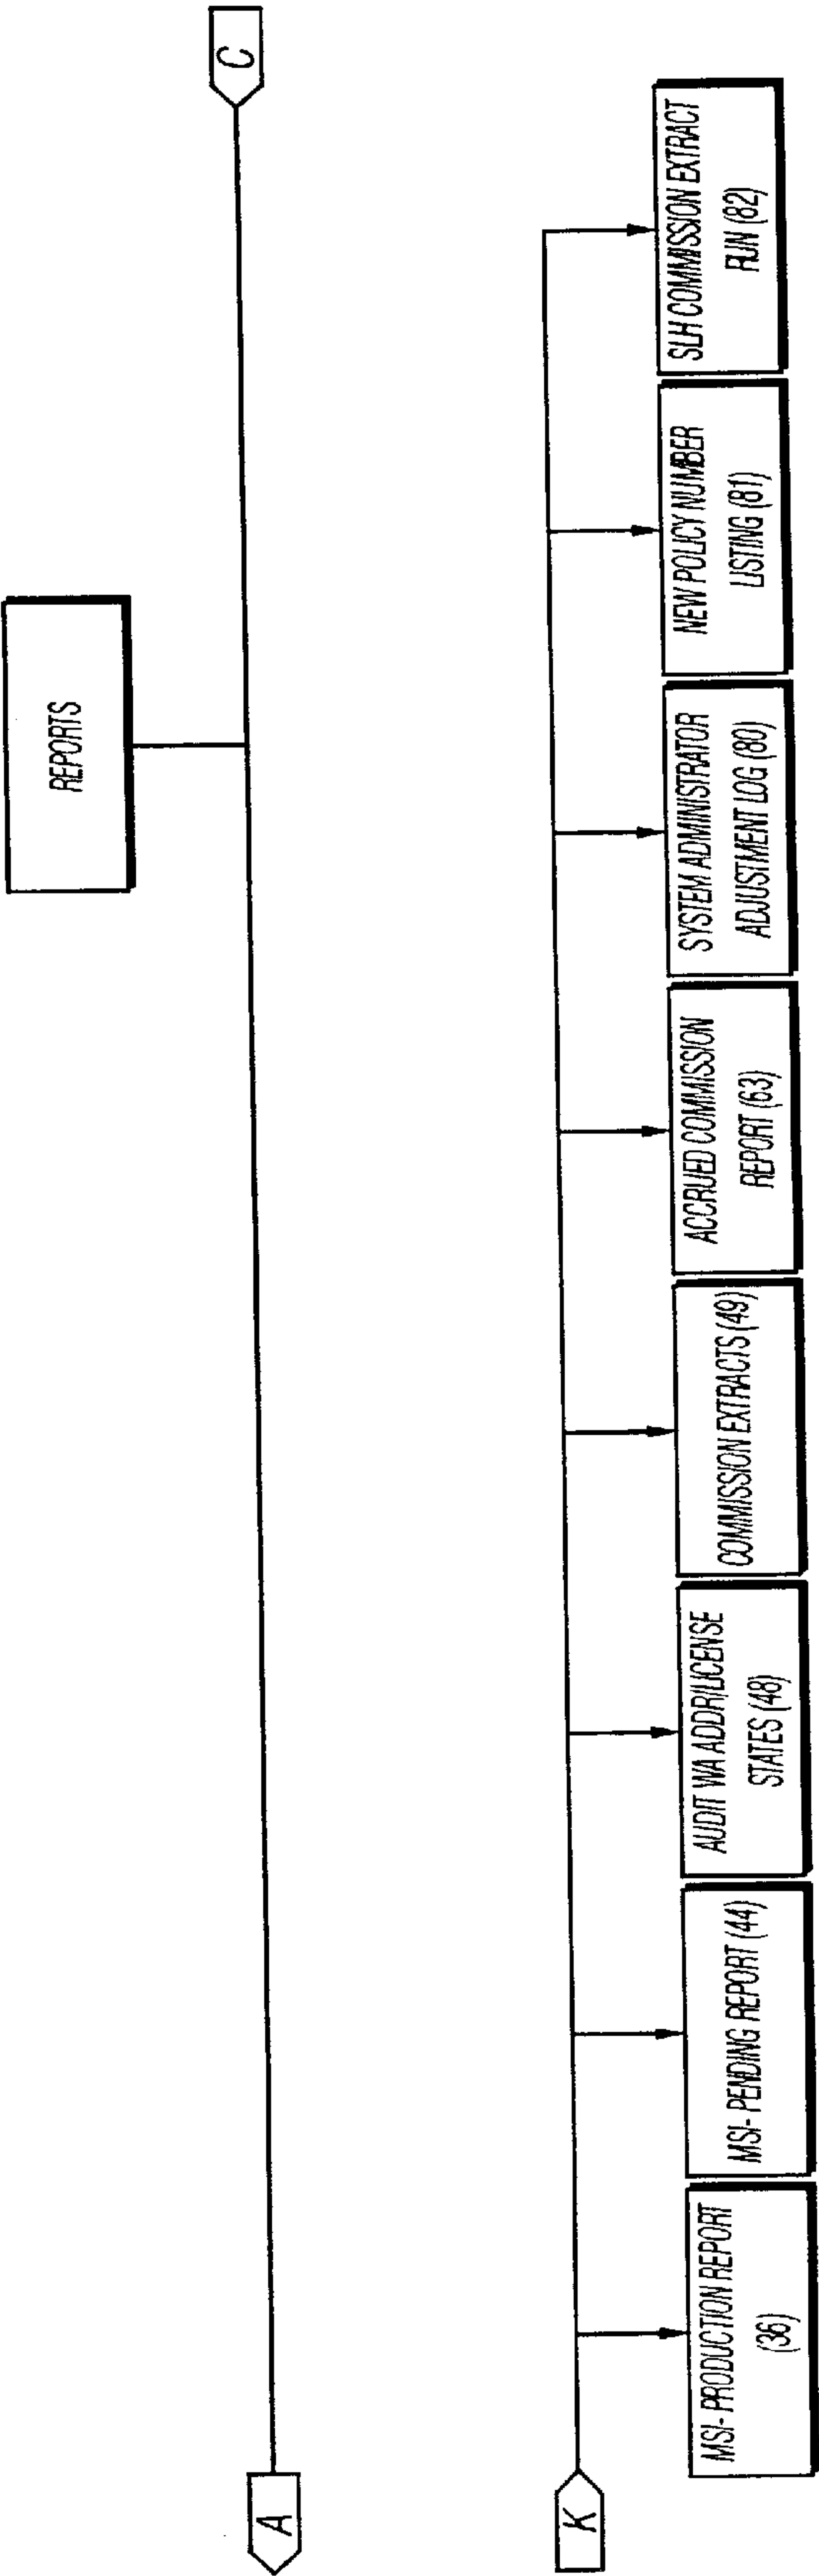 REPORTS
A
C
K
MSI- PRODUCTION REPORT
(36)
MSI- PENDING REPORT (44)
AUDIT WA ADDR/LICENSE
STATES (48)
COMMISSION EXTRACTS (49)
ACCRUED COMMISSION
REPORT (63)
SYSTEM ADMINISTRATOR
ADJUSTMENT LOG (80)
NEW POLICY NUMBER
LISTING (81)
SLH COMMISSION EXTRACT
RUN (82)